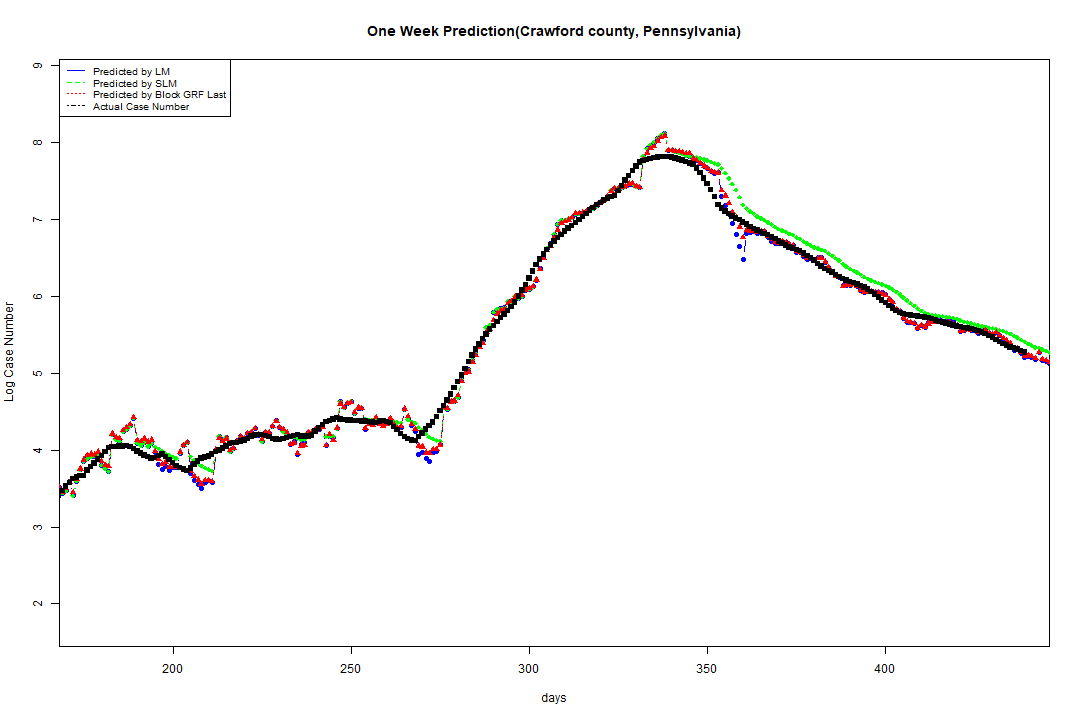 One Week Prediction(Crawford county, Pennsylvania)
Predicted by LM
Predicted by SLM
Predicted by Block GRF Last
Actual Case Number
9
8
7
6
5
4
3
2
Log Case Number
200 250 300 350 400
days